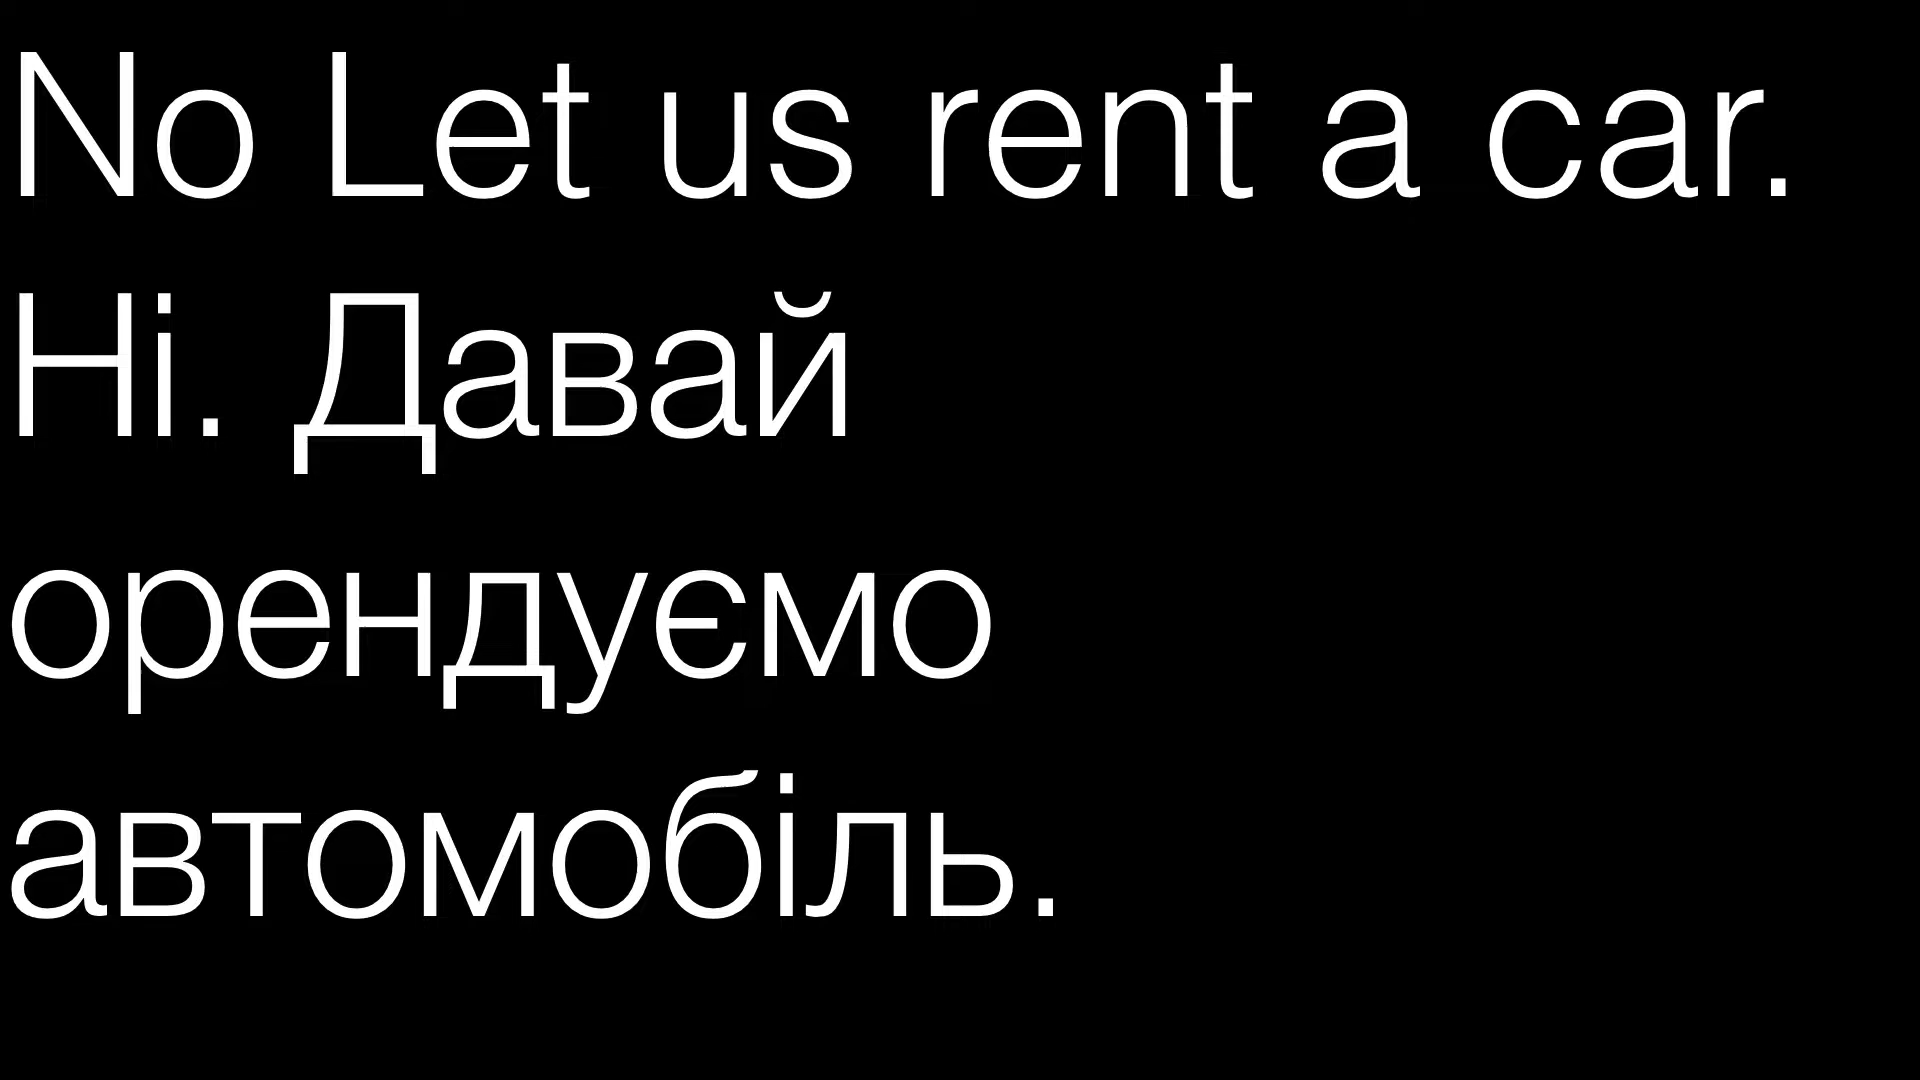 No Let us rent a car.
Ні. Давай
орендуємо
автомобіль.